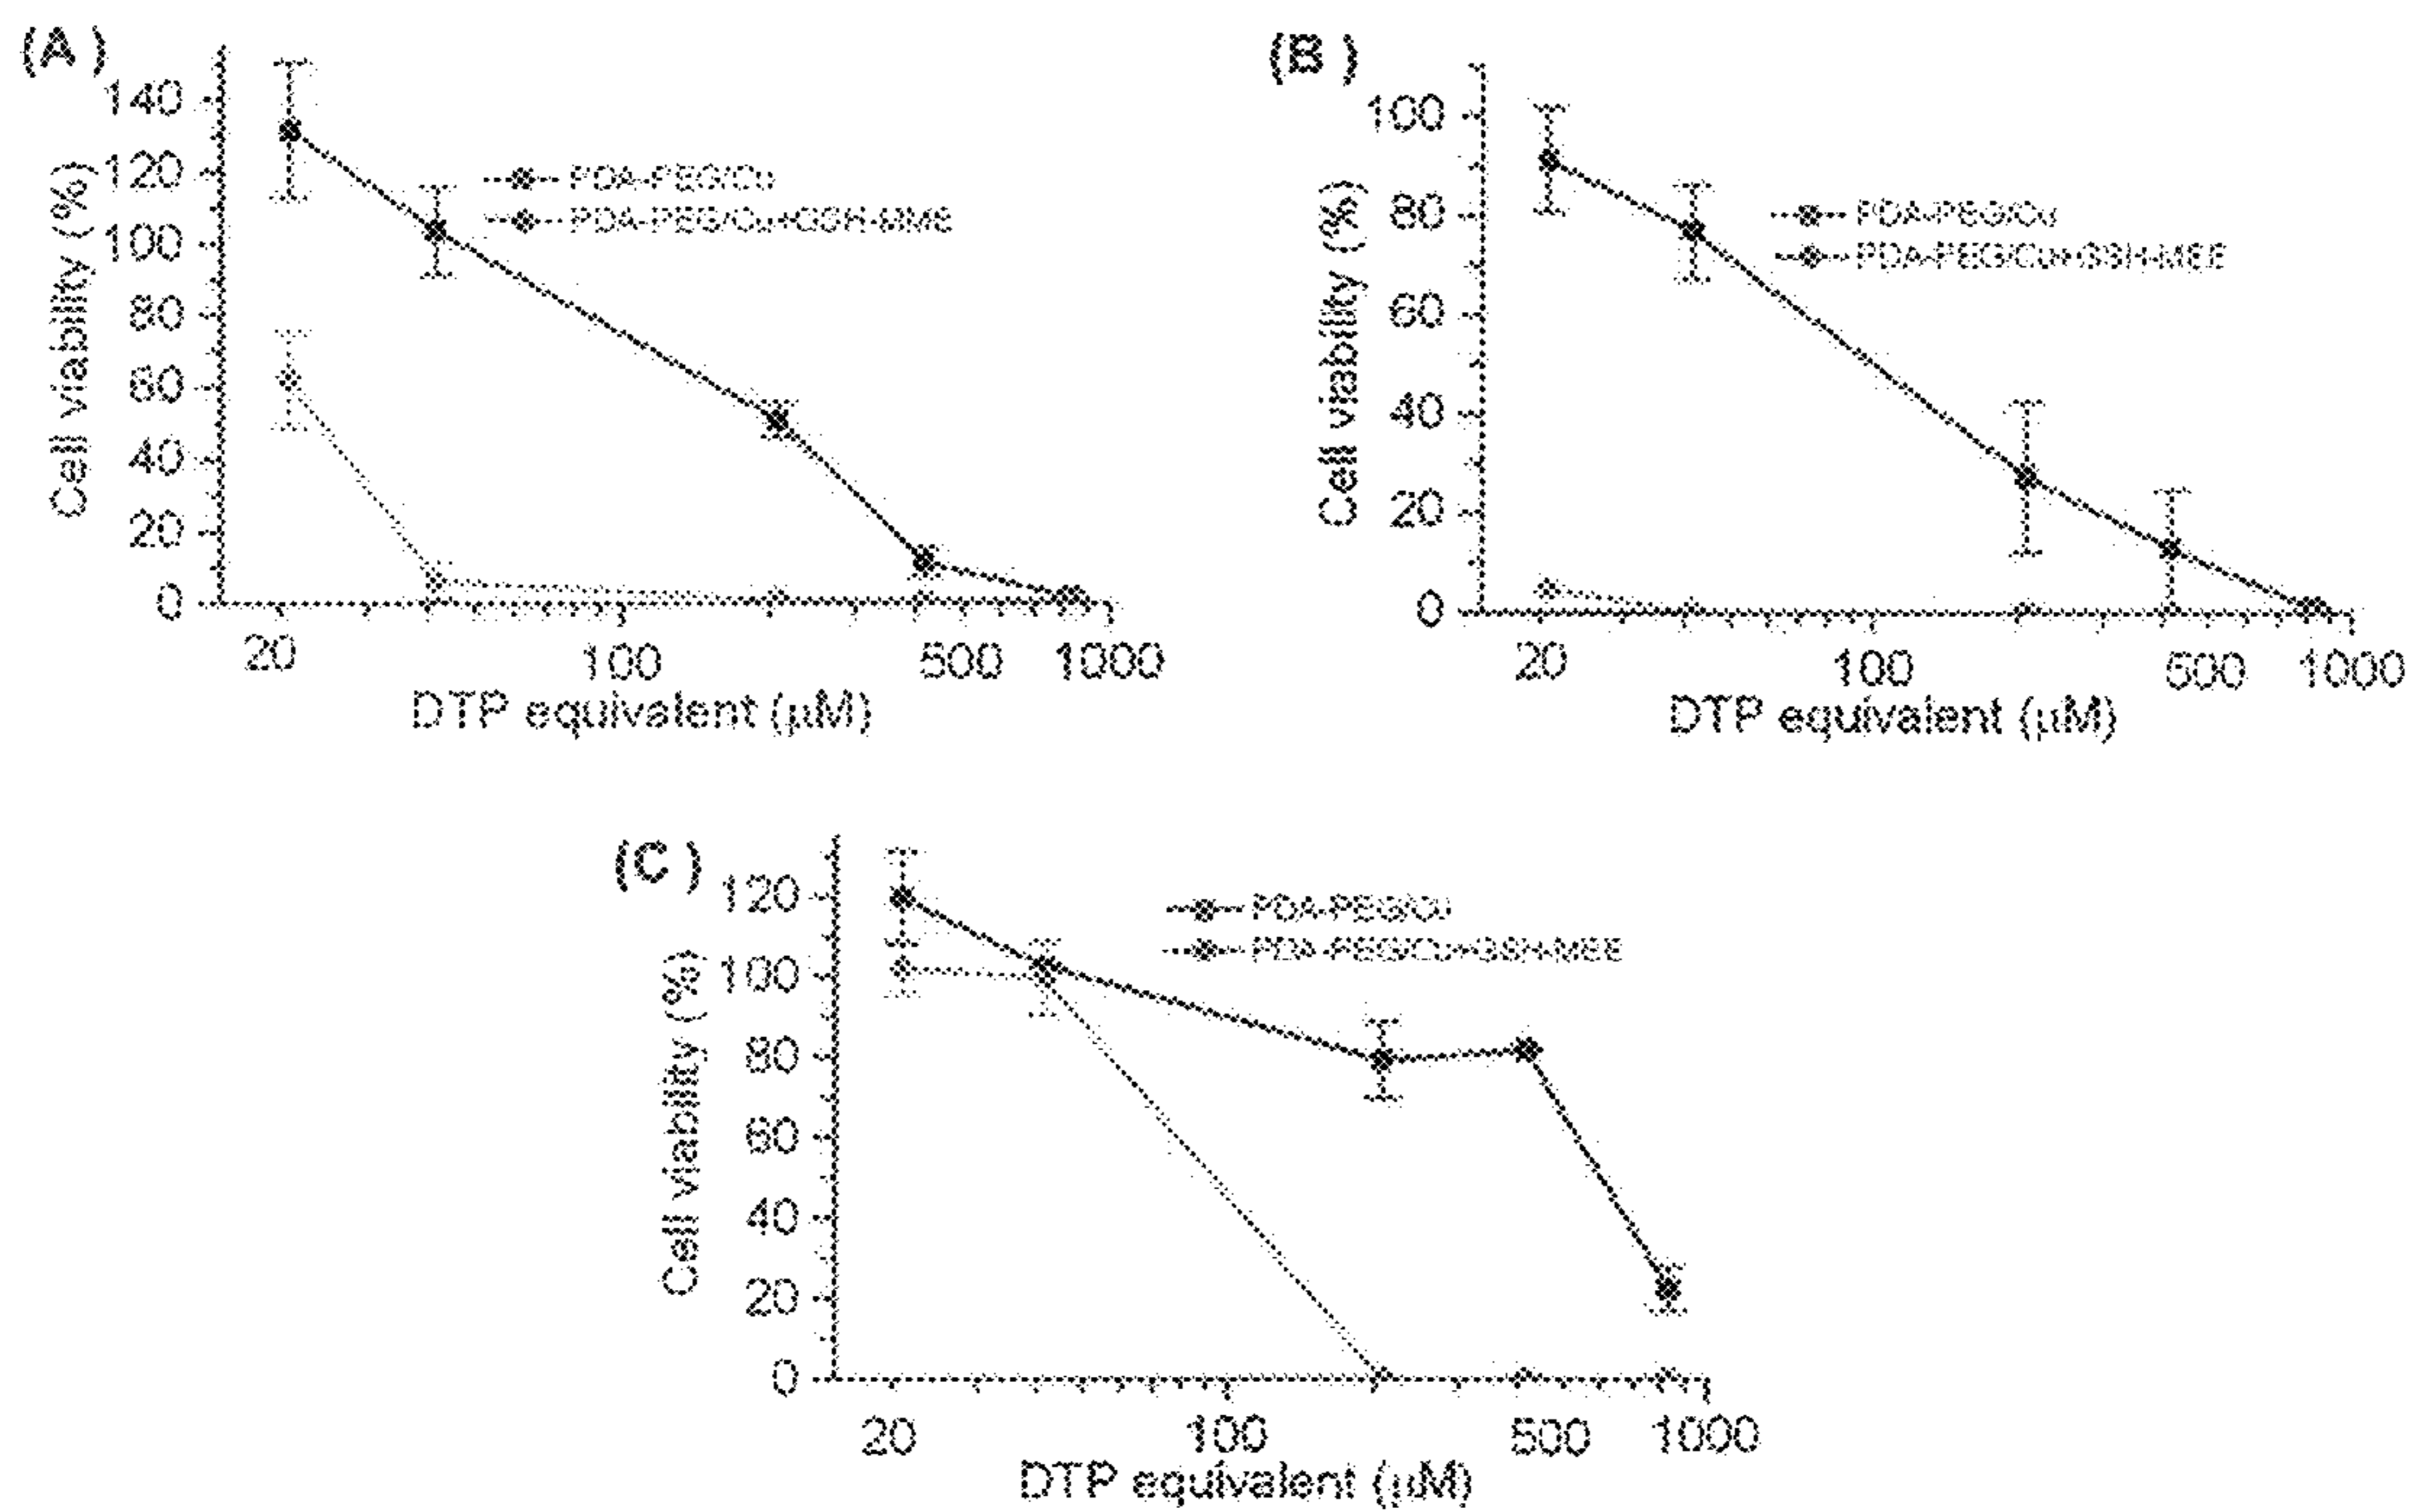 (A)
140
120
100
80
60
40
20
0
Cell viability (%)
PDA-PEG/Cu
PDA-PEG/Cu+GSH-MME
20 100 500 1000
DTP equivalent (µM)
(B)
100
80
60
40
20
0
Cell viability (%)
PDA-PEG/Cu
PDA-PEG/Cu+GSH-MEE
20 100 500 1000
DTP equivalent (µM)
(C)
120
100
80
60
40
20
0
Cell viability (%)
PDA-PEG/Cu
PDA-PEG/Cu+GSH-MEE
20 100 500 1000
DTP equivalent (µM)